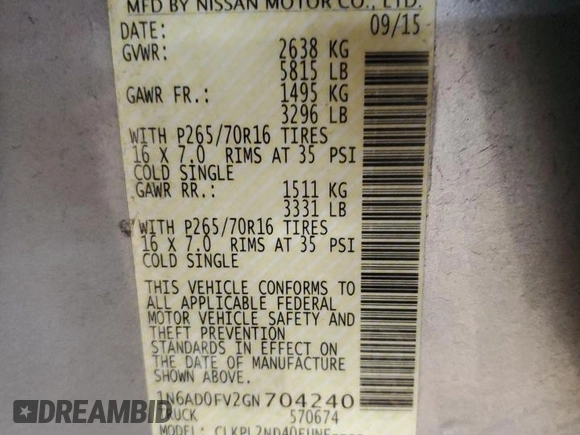 MFD BY NISSAN MOTOR CO., LTD.
DATE: 09/15
GVWR: 2638 KG
5815 LB
GAWR FR.: 1495 KG
3296 LB
WITH P265/70R16 TIRES
16 X 7.0 RIMS AT 35 PSI
COLD SINGLE
GAWR RR.: 1511 KG
3331 LB
WITH P265/70R16 TIRES
16 X 7.0 RIMS AT 35 PSI
COLD SINGLE
THIS VEHICLE CONFORMS TO
ALL APPLICABLE FEDERAL
MOTOR VEHICLE SAFETY AND
THEFT PREVENTION
STANDARDS IN EFFECT ON
THE DATE OF MANUFACTURE
SHOWN ABOVE
1N6AD0FV2GN704240
TRUCK 570674
MODEL:
DREAMBID